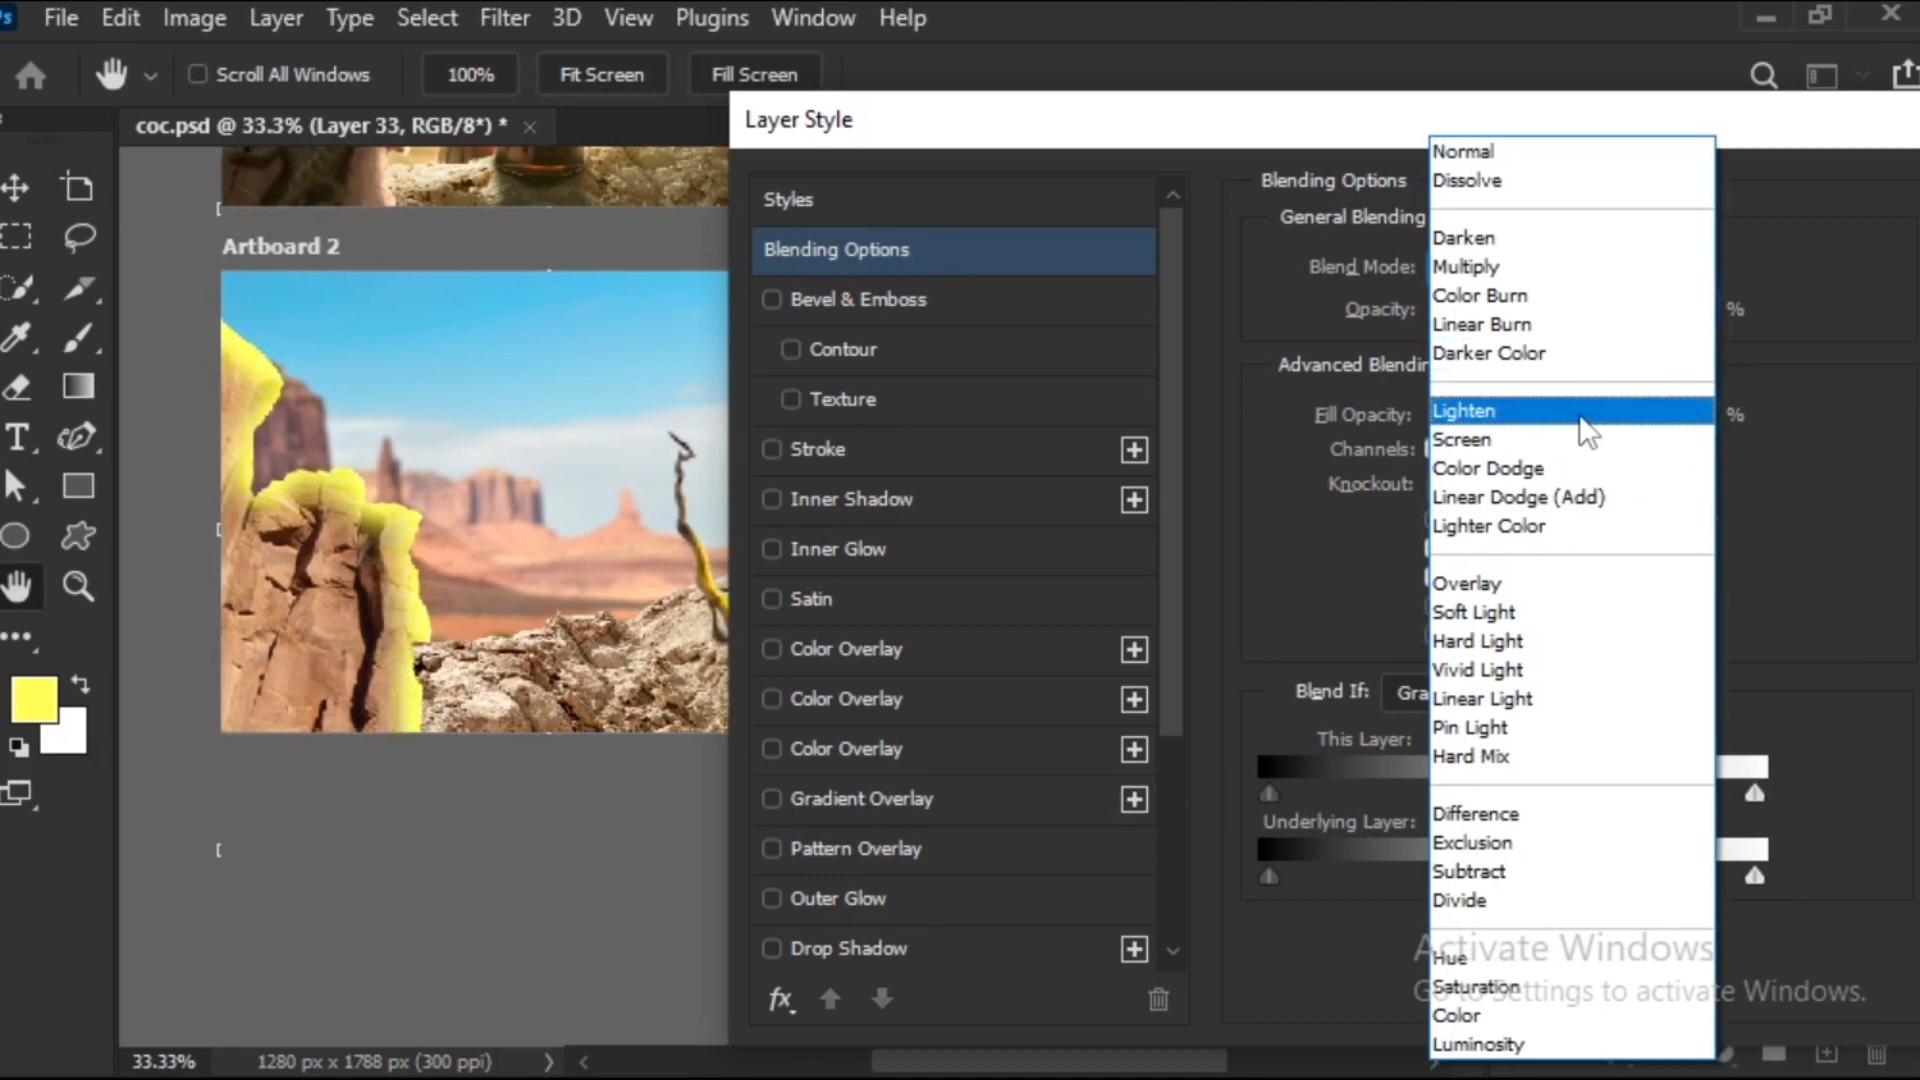 File Edit Image Layer Type Select Filter 3D View Plugins Window Help
Scroll All Windows 100% Fit Screen Fill Screen
coc.psd @ 33.3% (Layer 33, RGB/8*) *
Artboard 2
Layer Style
Styles
Blending Options
Bevel & Emboss
Contour
Texture
Stroke
Inner Shadow
Inner Glow
Satin
Color Overlay
Color Overlay
Color Overlay
Gradient Overlay
Pattern Overlay
Outer Glow
Drop Shadow
fx
Blending Options
General Blending
Blend Mode:
Opacity: %
Advanced Blendin
Fill Opacity: %
Channels:
Knockout:
Blend If: Gra
This Layer:
Underlying Layer:
Normal
Dissolve
Darken
Multiply
Color Burn
Linear Burn
Darker Color
Lighten
Screen
Color Dodge
Linear Dodge (Add)
Lighter Color
Overlay
Soft Light
Hard Light
Vivid Light
Linear Light
Pin Light
Hard Mix
Difference
Exclusion
Subtract
Divide
Hue
Saturation
Color
Luminosity
Activate Windows
Go to Settings to activate Windows.
33.33% 1280 px x 1788 px (300 ppi)